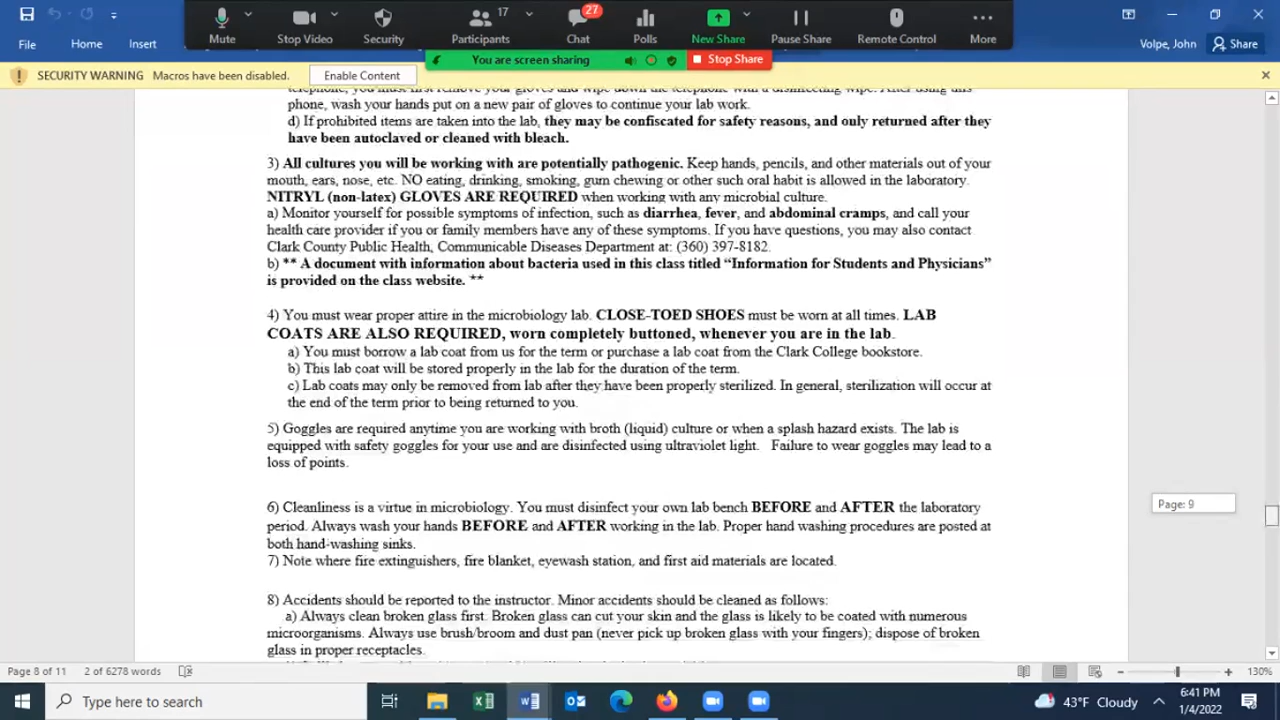 17
27
Mute
Stop Video
Security
Participants
Chat
Polls
New Share
Pause Share
Remote Control
More
File
Home
Insert
Volpe, John
Share
You are screen sharing
Stop Share
SECURITY WARNING Macros have been disabled.
Enable Content
telephone, you must first remove your gloves and wipe down the telephone with a disinfecting wipe. After using this
phone, wash your hands put on a new pair of gloves to continue your lab work.
d) If prohibited items are taken into the lab, they may be confiscated for safety reasons, and only returned after they
have been autoclaved or cleaned with bleach.
3) All cultures you will be working with are potentially pathogenic. Keep hands, pencils, and other materials out of your
mouth, ears, nose, etc. NO eating, drinking, smoking, gum chewing or other such oral habit is allowed in the laboratory.
NITRYL (non-latex) GLOVES ARE REQUIRED when working with any microbial culture.
a) Monitor yourself for possible symptoms of infection, such as diarrhea, fever, and abdominal cramps, and call your
health care provider if you or family members have any of these symptoms. If you have questions, you may also contact
Clark County Public Health, Communicable Diseases Department at: (360) 397-8182.
b) ** A document with information about bacteria used in this class titled “Information for Students and Physicians”
is provided on the class website. **
4) You must wear proper attire in the microbiology lab. CLOSE-TOED SHOES must be worn at all times. LAB
COATS ARE ALSO REQUIRED, worn completely buttoned, whenever you are in the lab.
a) You must borrow a lab coat from us for the term or purchase a lab coat from the Clark College bookstore.
b) This lab coat will be stored properly in the lab for the duration of the term.
c) Lab coats may only be removed from lab after they have been properly sterilized. In general, sterilization will occur at
the end of the term prior to being returned to you.
5) Goggles are required anytime you are working with broth (liquid) culture or when a splash hazard exists. The lab is
equipped with safety goggles for your use and are disinfected using ultraviolet light. Failure to wear goggles may lead to a
loss of points.
6) Cleanliness is a virtue in microbiology. You must disinfect your own lab bench BEFORE and AFTER the laboratory
period. Always wash your hands BEFORE and AFTER working in the lab. Proper hand washing procedures are posted at
both hand-washing sinks.
7) Note where fire extinguishers, fire blanket, eyewash station, and first aid materials are located.
8) Accidents should be reported to the instructor. Minor accidents should be cleaned as follows:
a) Always clean broken glass first. Broken glass can cut your skin and the glass is likely to be coated with numerous
microorganisms. Always use brush/broom and dust pan (never pick up broken glass with your fingers); dispose of broken
glass in proper receptacles.
Page: 9
Page 8 of 11
2 of 6278 words
130%
Type here to search
43°F Cloudy
6:41 PM
1/4/2022